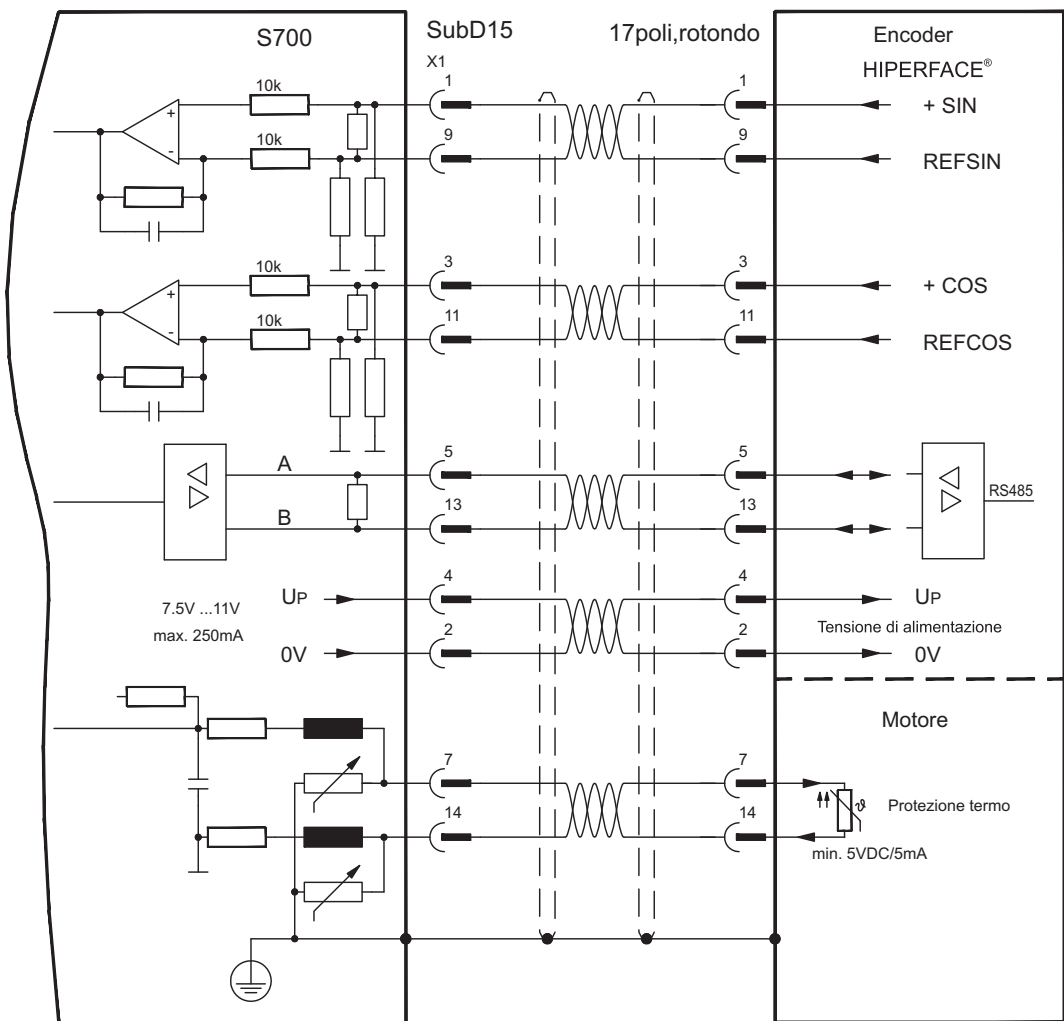 S700 SubD15 17poli,rotondo Encoder
HIPERFACE®
X1
10k 1 1 + SIN
+
-
10k 9 9 REFSIN
10k 3 3 + COS
+
-
10k 11 11 REFCOS
A 5 5
RS485
B 13 13
7.5V ...11V
max. 250mA
UP 4 4 UP
Tensione di alimentazione
0V 2 2 0V
Motore
7 7
ϑ Protezione termo
14 14
min. 5VDC/5mA